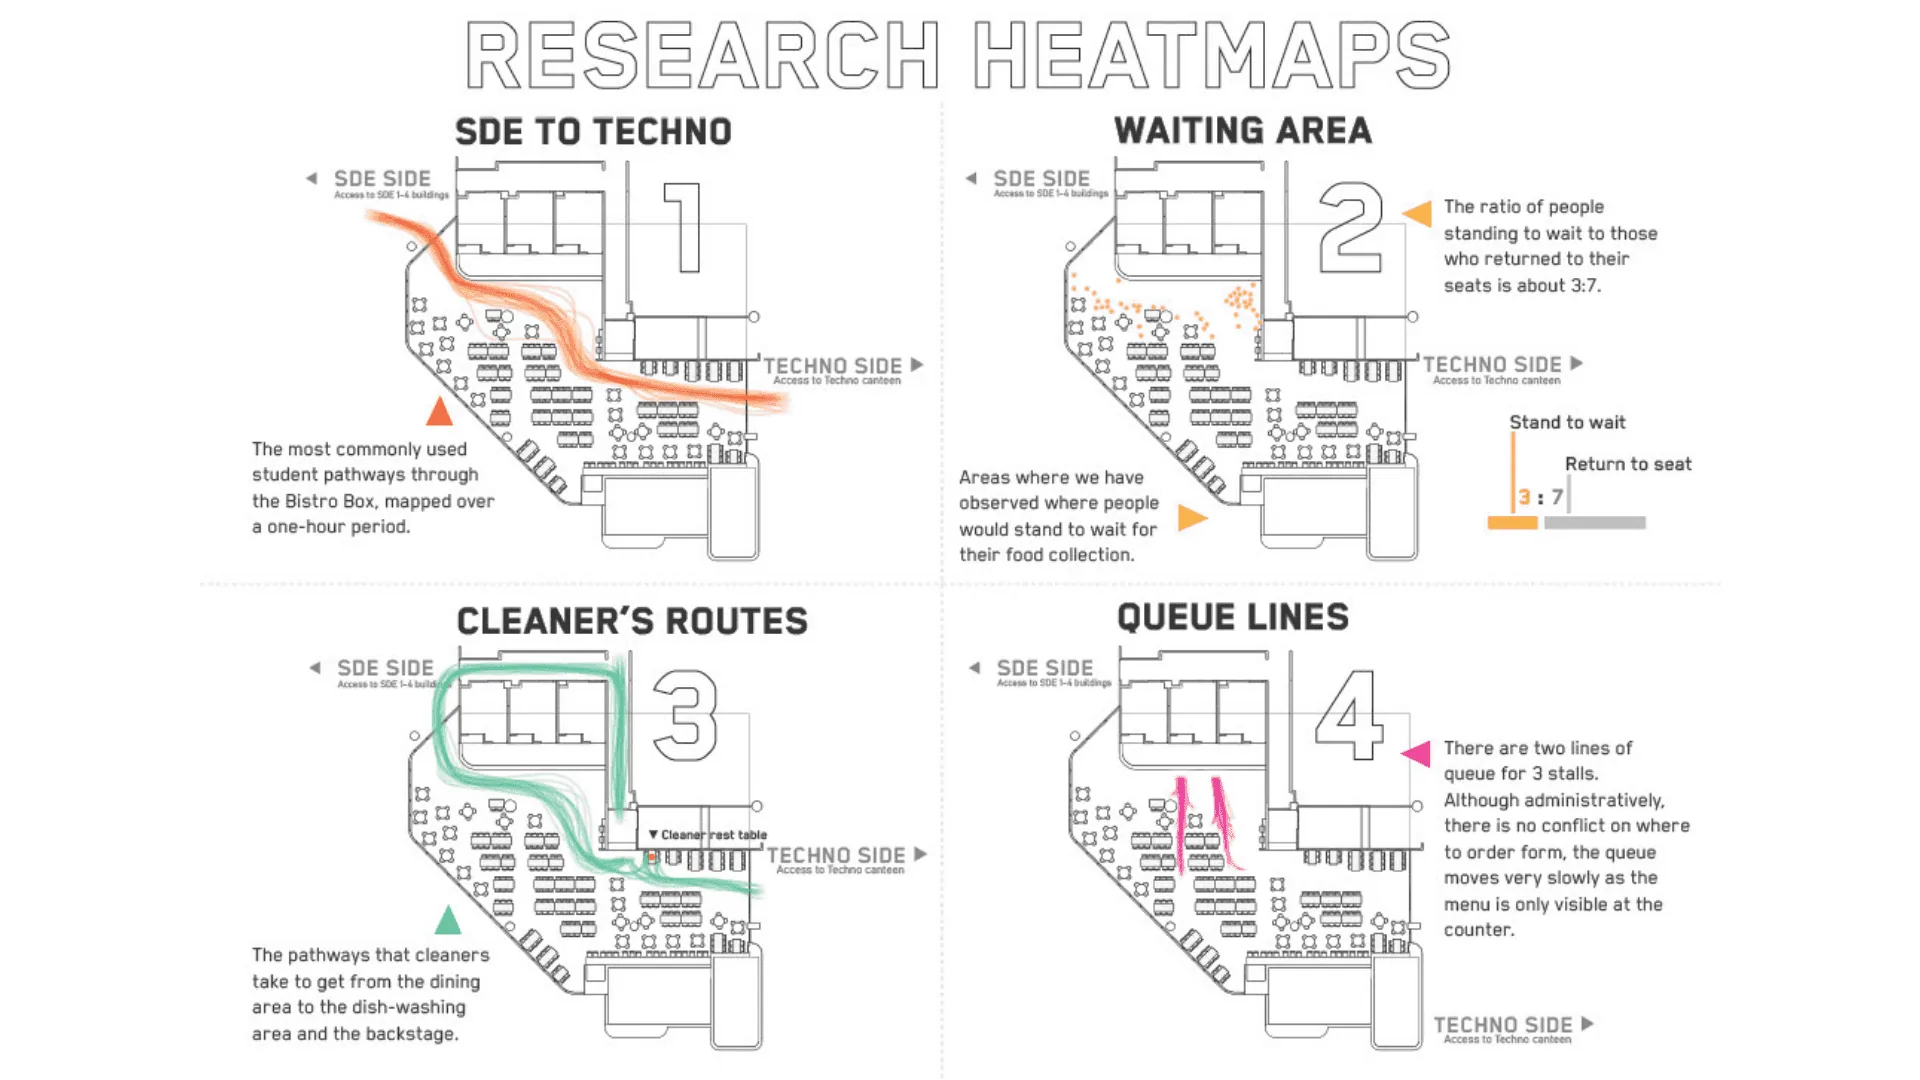 RESEARCH HEATMAPS
SDE TO TECHNO
SDE SIDE
Access to SDE 1-4 buildings
1
TECHNO SIDE
Access to Techno canteen
The most commonly used
student pathways through
the Bistro Box, mapped over
a one-hour period.
WAITING AREA
SDE SIDE
Access to SDE 1-4 buildings
2
The ratio of people
standing to wait to those
who returned to their
seats is about 3:7.
TECHNO SIDE
Access to Techno canteen
Stand to wait
Return to seat
3 : 7
Areas where we have
observed where people
would stand to wait for
their food collection.
CLEANER'S ROUTES
SDE SIDE
Access to SDE 1-4 buildings
3
Cleaner rest table
TECHNO SIDE
Access to Techno canteen
The pathways that cleaners
take to get from the dining
area to the dish-washing
area and the backstage.
QUEUE LINES
SDE SIDE
Access to SDE 1-4 buildings
4
There are two lines of
queue for 3 stalls.
Although administratively,
there is no conflict on where
to order form, the queue
moves very slowly as the
menu is only visible at the
counter.
TECHNO SIDE
Access to Techno canteen